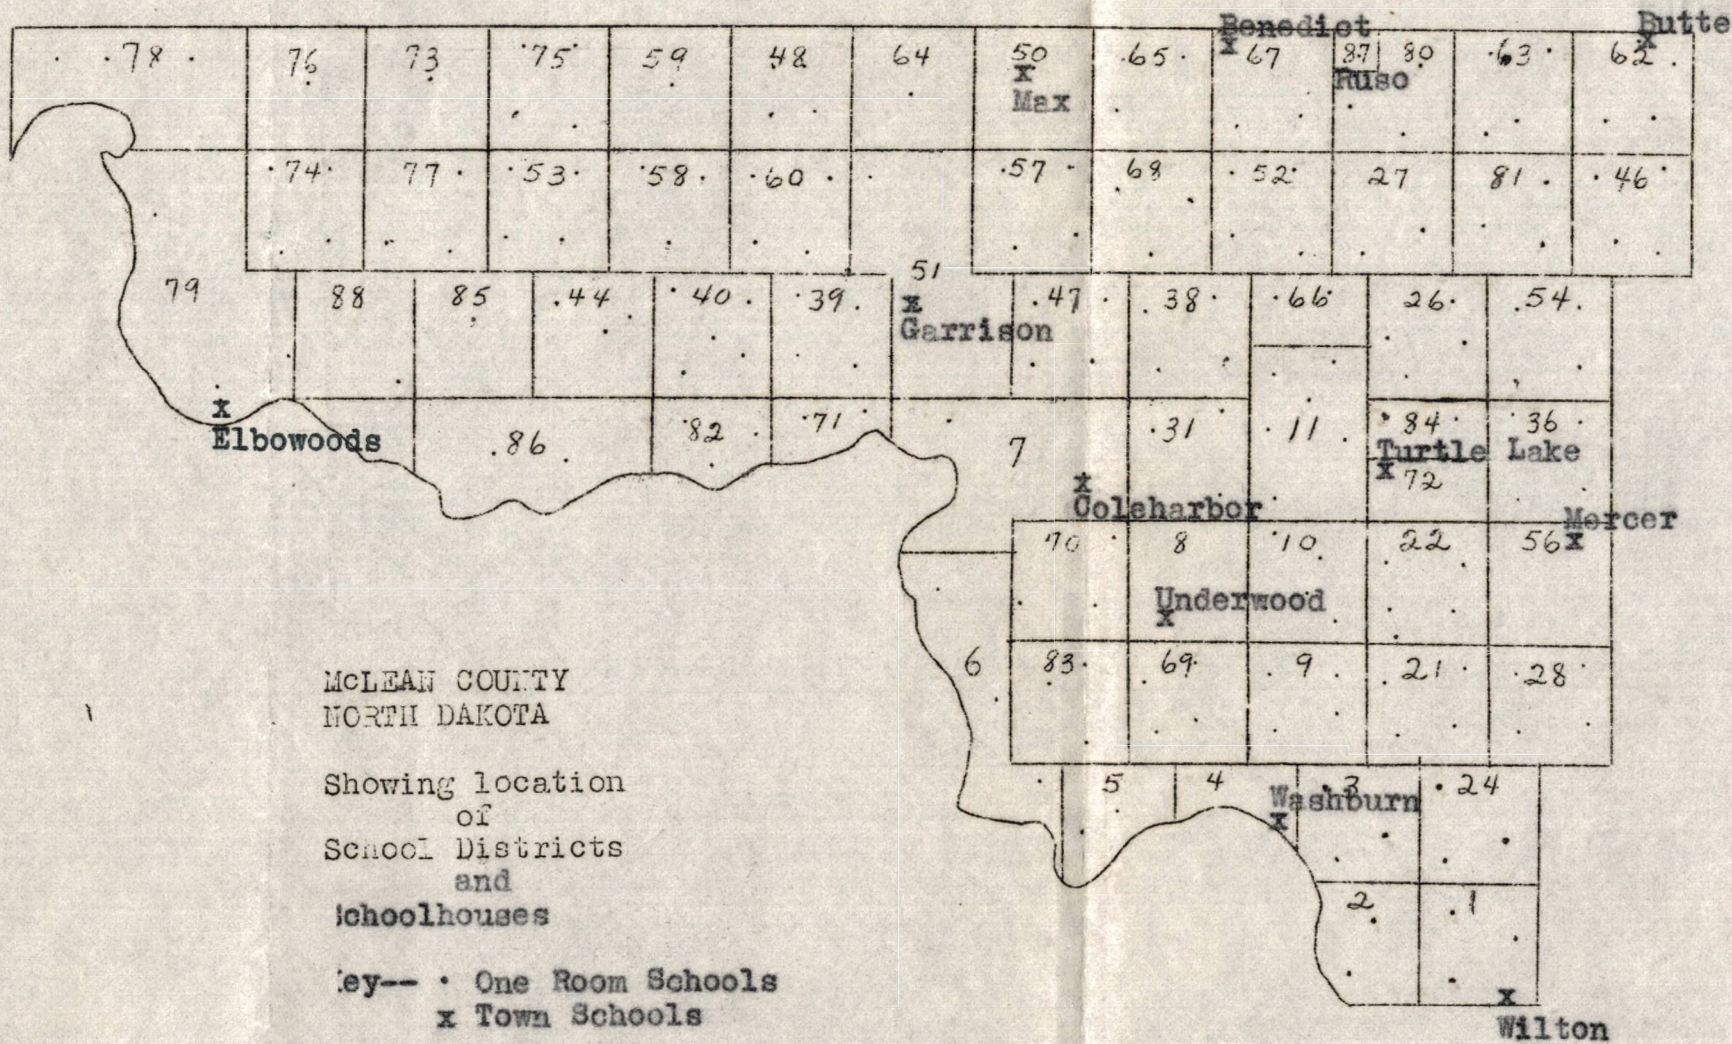 Benedict Butte
78 76 73 75 59 48 64 50 65 67 87 80 63 62
Max Ruso
74 77 53 58 60 57 68 52 27 81 46
51
79 88 85 44 40 39 47 38 66 26 54
Garrison
Elbowoods 86 82 71 7 31 11 84 36
Turtle Lake
72
Coleharbor Mercer
70 8 10 22 56
Underwood
6 83 69 9 21 28
McLEAN COUNTY
NORTH DAKOTA
5 4 3 24
Washburn
Showing location
of
School Districts
and
Schoolhouses
2 1
Key-- · One Room Schools
x Town Schools
Wilton